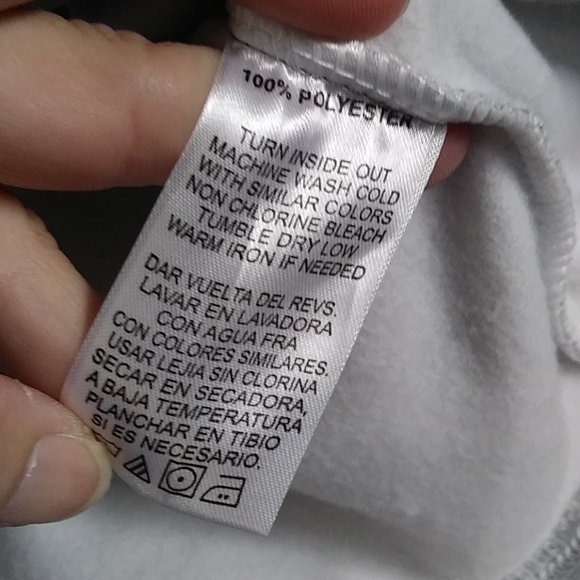 100% POLYESTER
TURN INSIDE OUT
MACHINE WASH COLD
WITH SIMILAR COLORS
NON CHLORINE BLEACH
TUMBLE DRY LOW
WARM IRON IF NEEDED
DAR VUELTA DEL REVS.
LAVAR EN LAVADORA
CON AGUA FRA
CON COLORES SIMILARES.
USAR LEJIA SIN CLORINA
SECAR EN SECADORA,
A BAJA TEMPERATURA
PLANCHAR EN TIBIO
SI ES NECESARIO.